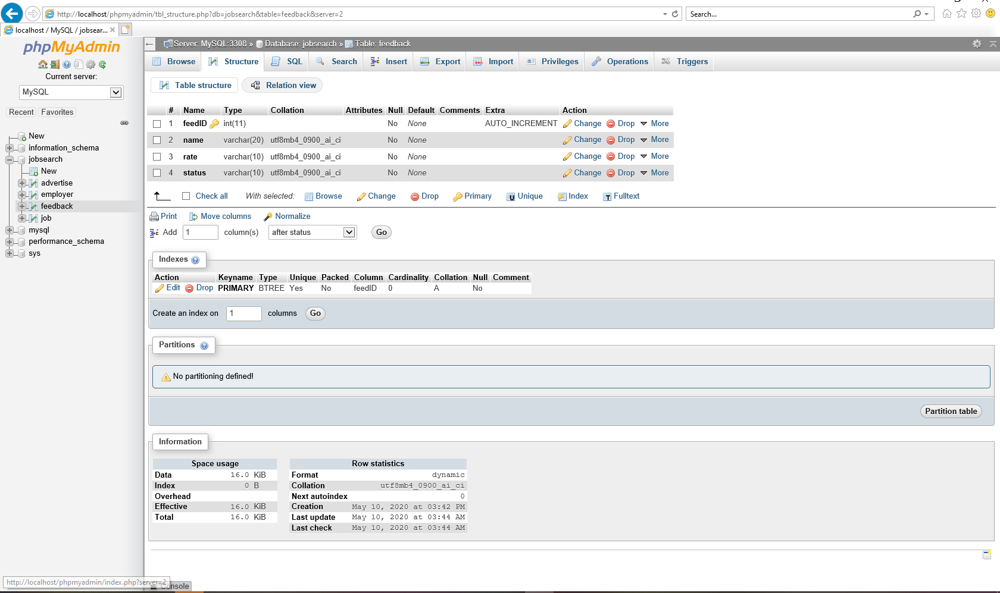 http://localhost/phpmyadmin/tbl_structure.php?db=jobsearch&table=feedback&server=2
Search...
localhost / MySQL / jobsear...
phpMyAdmin
Current server:
MySQL
Recent Favorites
New
information_schema
jobsearch
New
advertise
employer
feedback
job
mysql
performance_schema
sys
Server: MySQL:3308 » Database: jobsearch » Table: feedback
Browse Structure SQL Search Insert Export Import Privileges Operations Triggers
Table structure Relation view
# Name Type Collation Attributes Null Default Comments Extra Action
1 feedID int(11) No None AUTO_INCREMENT Change Drop More
2 name varchar(20) utf8mb4_0900_ai_ci No None Change Drop More
3 rate varchar(10) utf8mb4_0900_ai_ci No None Change Drop More
4 status varchar(10) utf8mb4_0900_ai_ci No None Change Drop More
Check all With selected: Browse Change Drop Primary Unique Index Fulltext
Print Move columns Normalize
Add 1 column(s) after status Go
Indexes
Action Keyname Type Unique Packed Column Cardinality Collation Null Comment
Edit Drop PRIMARY BTREE Yes No feedID 0 A No
Create an index on 1 columns Go
Partitions
No partitioning defined!
Partition table
Information
Space usage
Data 16.0 KiB
Index 0 B
Overhead
Effective 16.0 KiB
Total 16.0 KiB
Row statistics
Format dynamic
Collation utf8mb4_0900_ai_ci
Next autoindex 0
Creation May 10, 2020 at 03:42 PM
Last update May 10, 2020 at 03:44 AM
Last check May 10, 2020 at 03:44 AM
http://localhost/phpmyadmin/index.php?server=2
Console